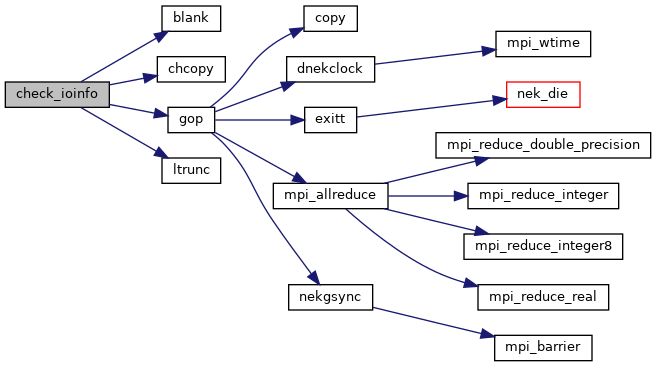 check_ioinfo
blank
chcopy
gop
ltrunc
copy
dnekclock
exitt
mpi_allreduce
nekgsync
mpi_wtime
nek_die
mpi_reduce_double_precision
mpi_reduce_integer
mpi_reduce_integer8
mpi_reduce_real
mpi_barrier